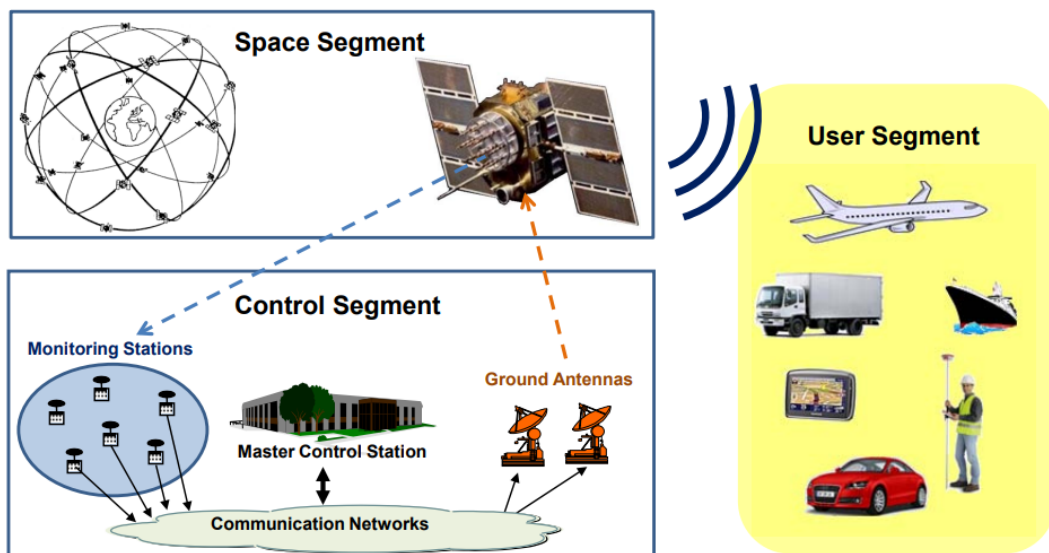 Space Segment
User Segment
Control Segment
Monitoring Stations
Ground Antennas
Master Control Station
Communication Networks